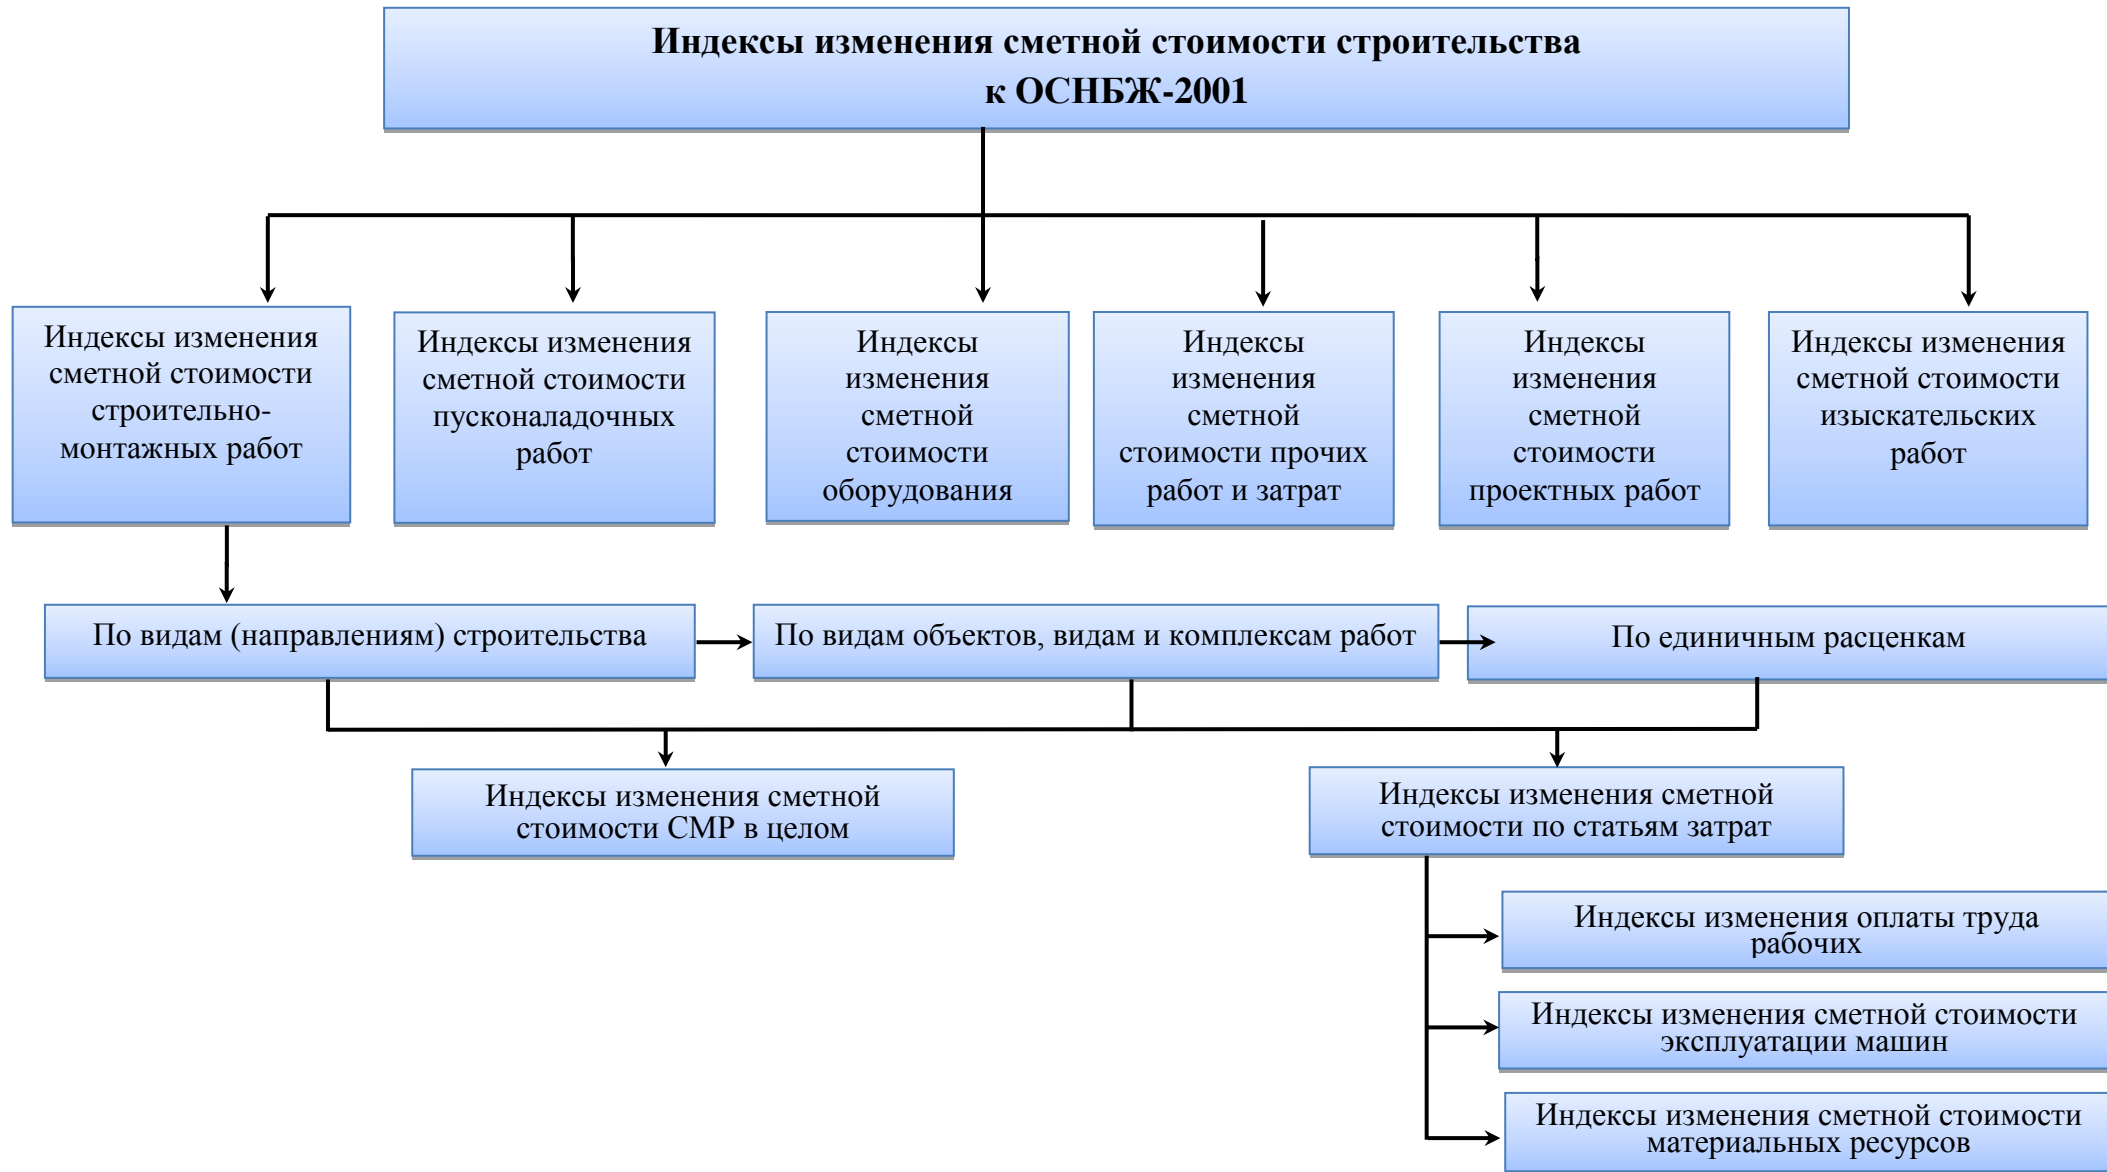 Индексы изменения сметной стоимости строительства
к ОСНБЖ-2001
Индексы изменения
сметной стоимости
строительно-
монтажных работ
Индексы изменения
сметной стоимости
пусконаладочных
работ
Индексы
изменения
сметной
стоимости
оборудования
Индексы
изменения
сметной
стоимости прочих
работ и затрат
Индексы
изменения
сметной
стоимости
проектных работ
Индексы изменения
сметной стоимости
изыскательских
работ
По видам (направлениям) строительства
По видам объектов, видам и комплексам работ
По единичным расценкам
Индексы изменения сметной
стоимости СМР в целом
Индексы изменения сметной
стоимости по статьям затрат
Индексы изменения оплаты труда
рабочих
Индексы изменения сметной стоимости
эксплуатации машин
Индексы изменения сметной стоимости
материальных ресурсов